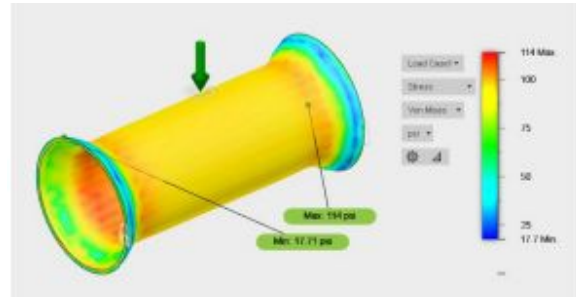 114 Max
Load Case1
100
Stress
Von Mises
75
psi
50
Max: 114 psi
25
Min: 17.71 psi
17.7 Min